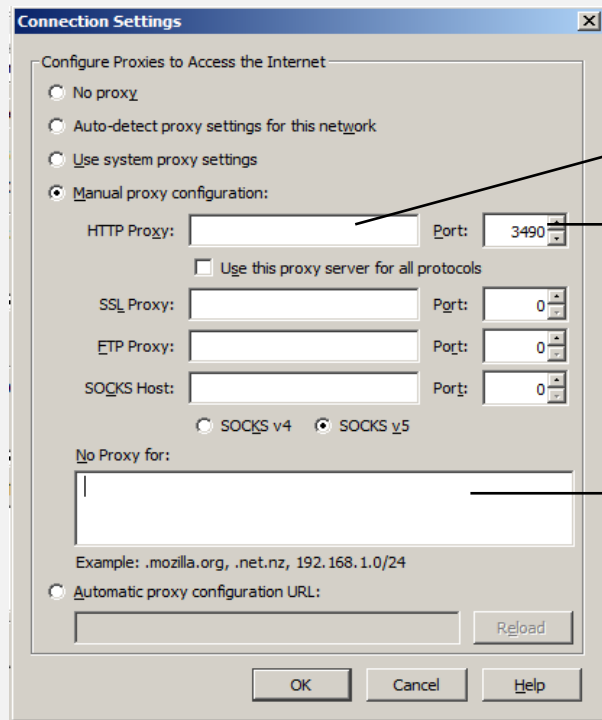 Connection Settings
Configure Proxies to Access the Internet
No proxy
Auto-detect proxy settings for this network
Use system proxy settings
Manual proxy configuration:
HTTP Proxy: Port: 3490
Use this proxy server for all protocols
SSL Proxy: Port: 0
FTP Proxy: Port: 0
SOCKS Host: Port: 0
SOCKS v4 SOCKS v5
No Proxy for:
Example: .mozilla.org, .net.nz, 192.168.1.0/24
Automatic proxy configuration URL:
Reload
OK Cancel Help